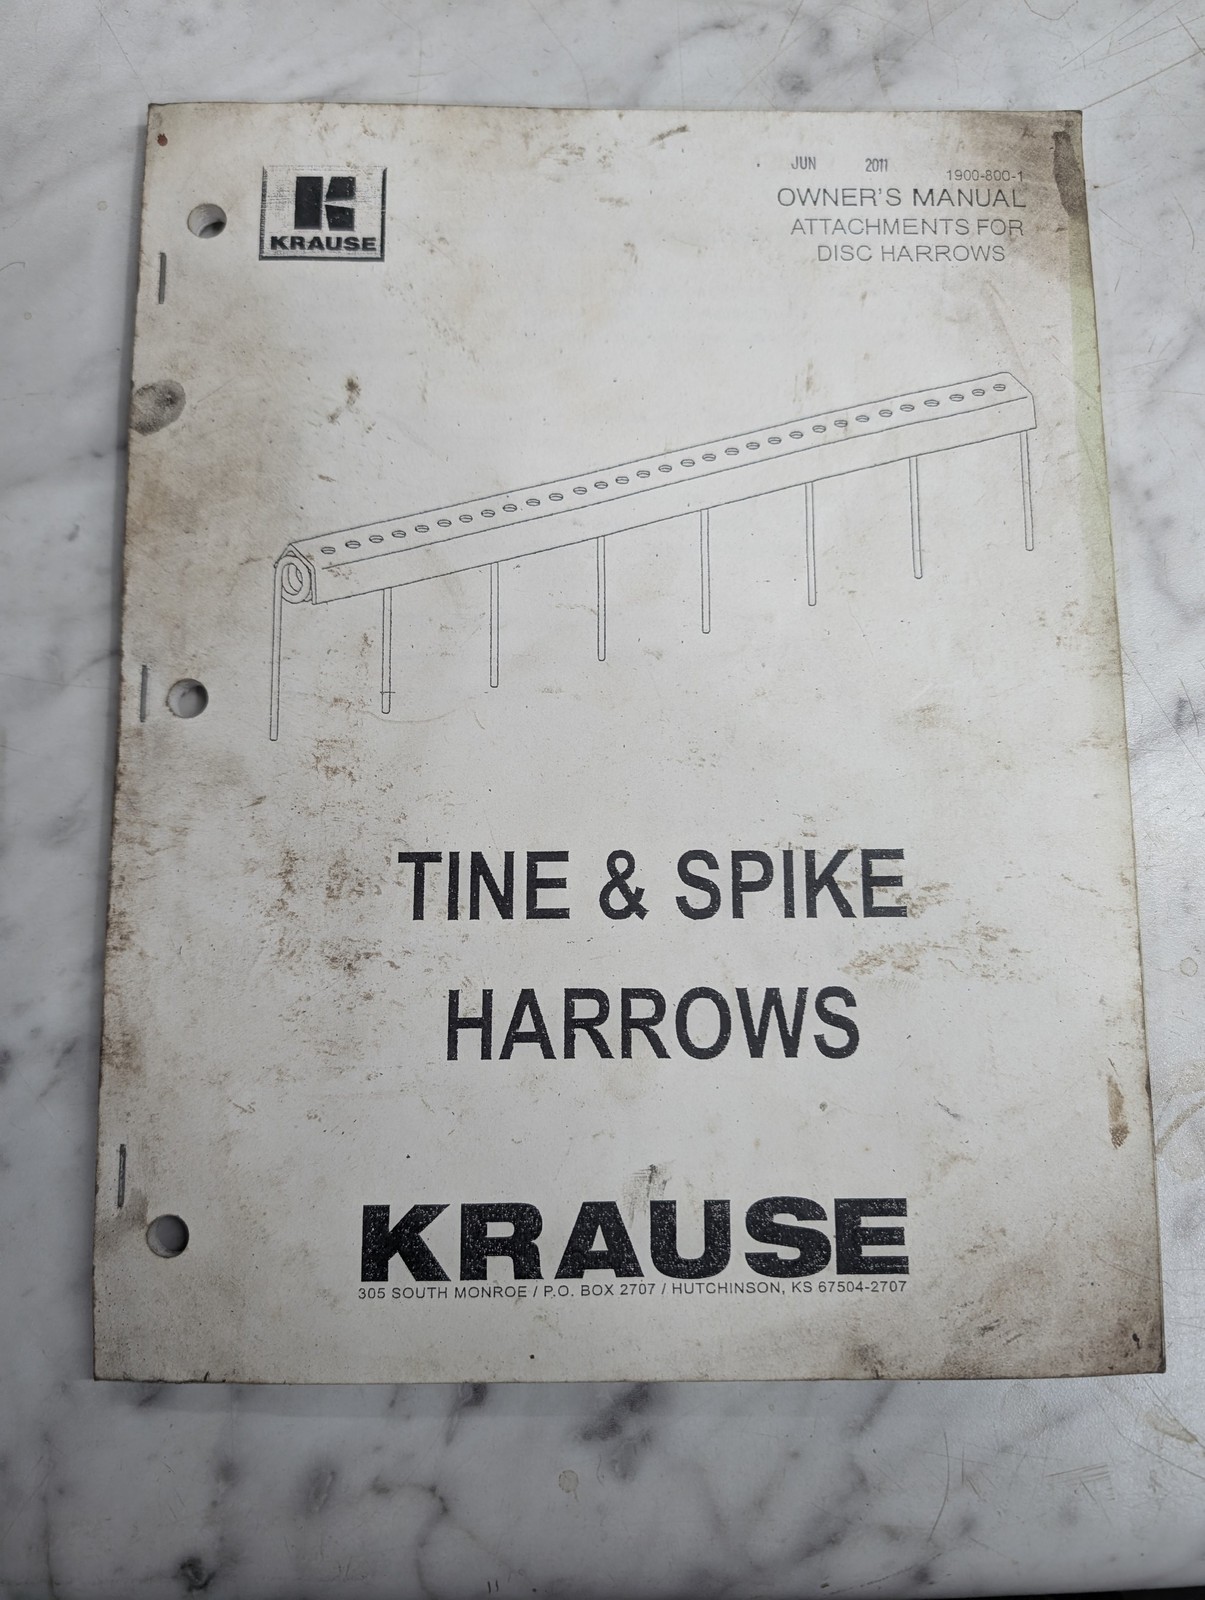 KRAUSE
JUN 2011
1900-800-1
OWNER'S MANUAL
ATTACHMENTS FOR
DISC HARROWS
TINE & SPIKE
HARROWS
KRAUSE
305 SOUTH MONROE / P.O. BOX 2707 / HUTCHINSON, KS 67504-2707